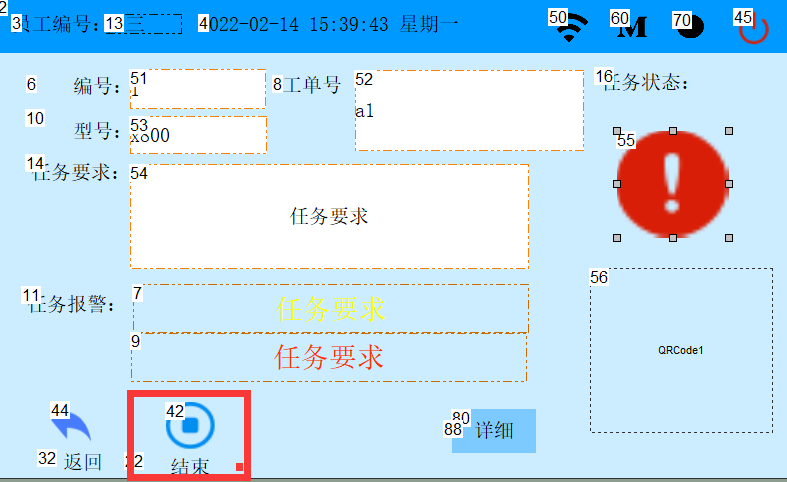 2
3 员工编号: 13 三 4 2022-02-14 15:39:43 星期一 50 60 M 70 45
6 编号: 51 1 8 工单号 52 a1 16 任务状态:
10 型号: 53 x800
55
14 任务要求: 54 任务要求
56
11 任务报警: 7 任务要求
9 任务要求
QRCode1
44 42 80
88 详细
32 返回 22 结束